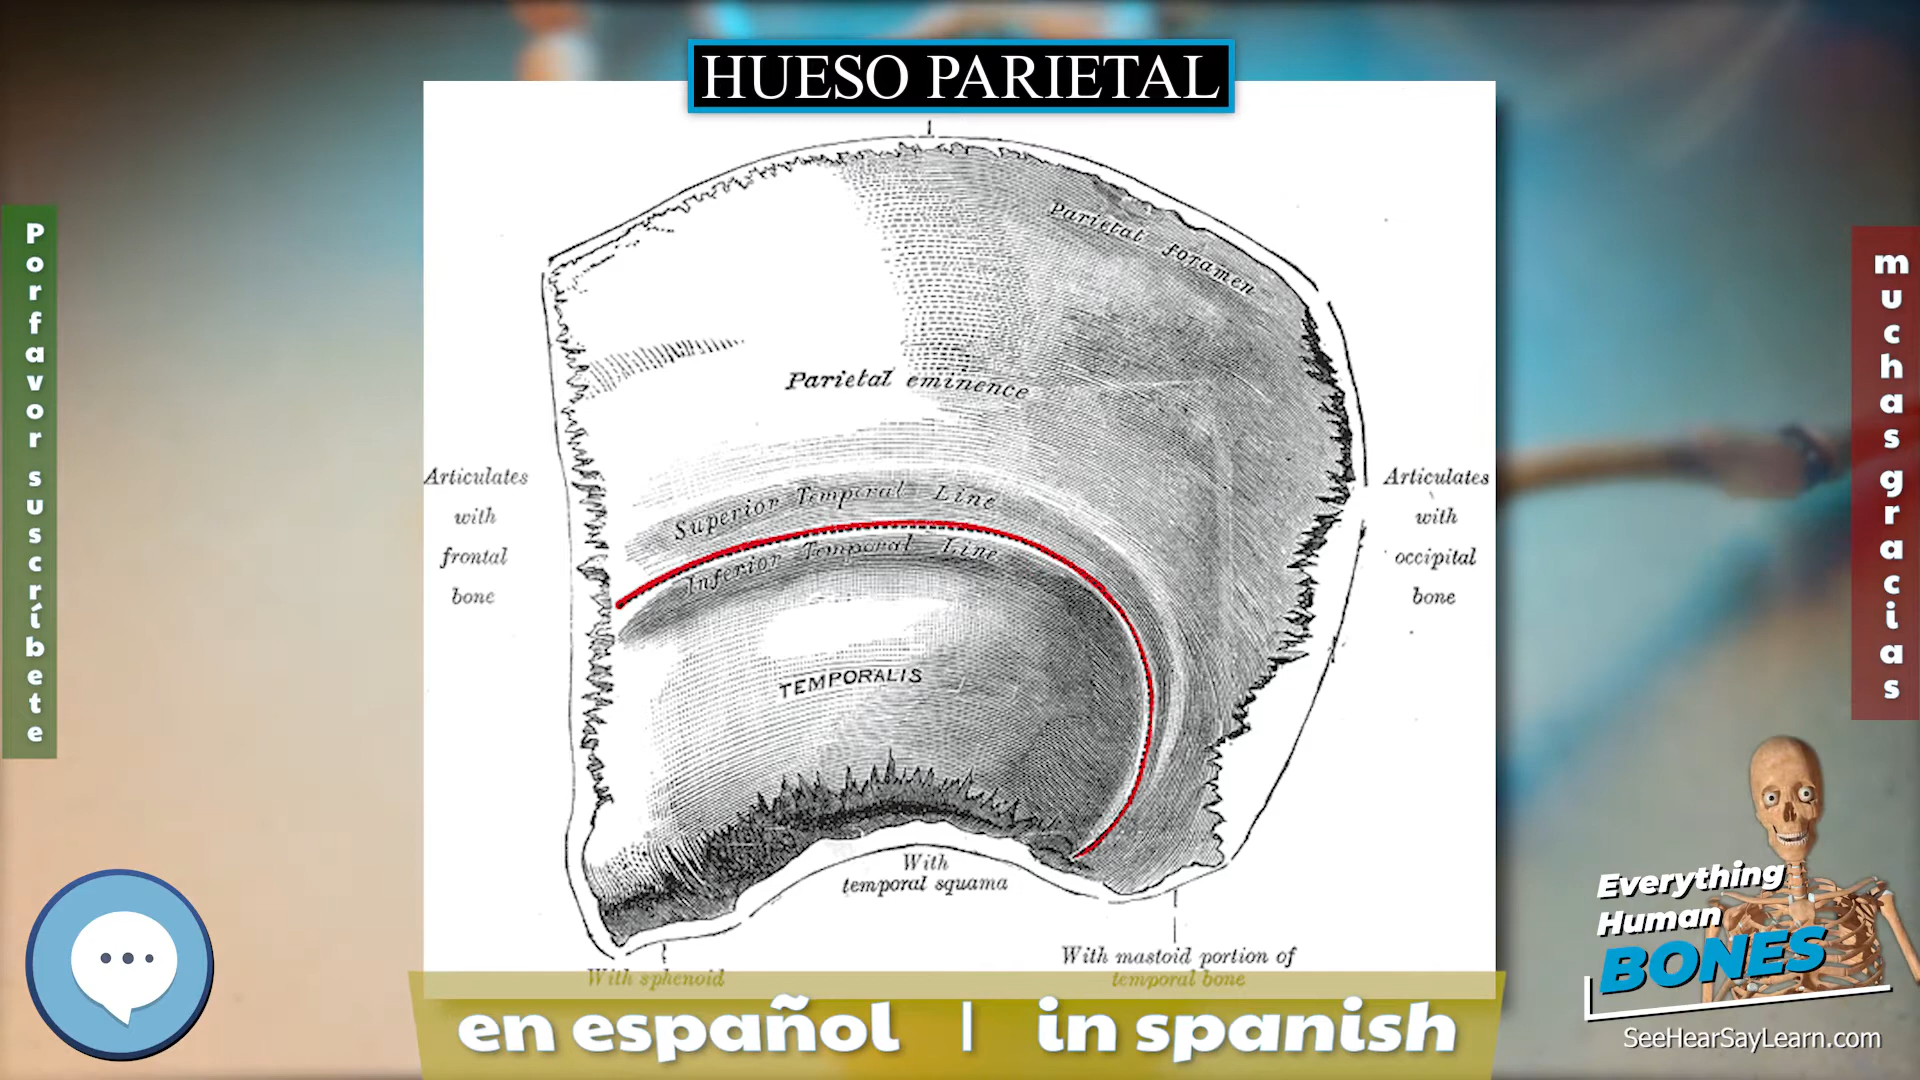 HUESO PARIETAL
Parietal foramen
Parietal eminence
Superior Temporal Line
Inferior Temporal Line
TEMPORALIS
Articulates
with
frontal
bone
Articulates
with
occipital
bone
With
temporal squama
With mastoid portion of
temporal bone
With sphenoid
Porfavor suscríbete
muchas gracias
en español | in spanish
Everything
Human
BONES
SeeHearSayLearn.com